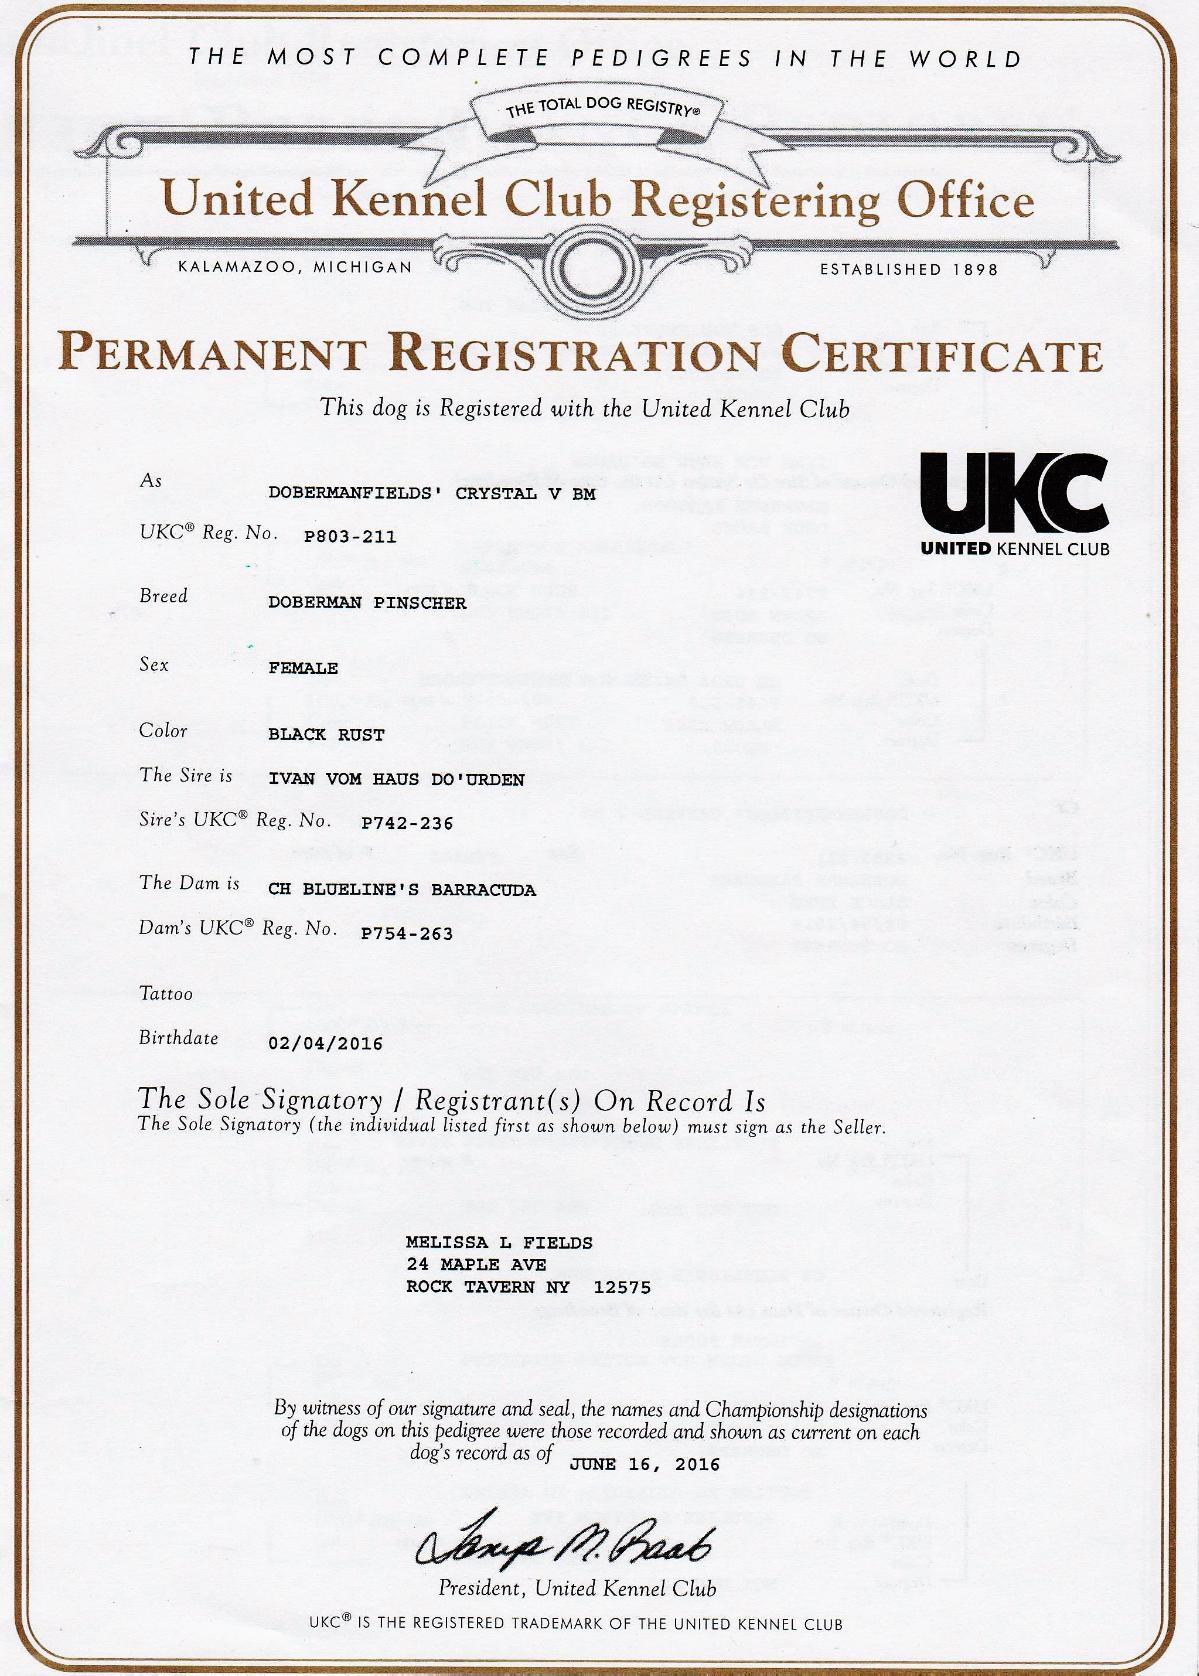 THE MOST COMPLETE PEDIGREES IN THE WORLD
THE TOTAL DOG REGISTRY®
United Kennel Club Registering Office
KALAMAZOO, MICHIGAN
ESTABLISHED 1898
PERMANENT REGISTRATION CERTIFICATE
This dog is Registered with the United Kennel Club
UKC
UNITED KENNEL CLUB
As DOBERMANFIELDS' CRYSTAL V BM
UKC® Reg. No. P803-211
Breed DOBERMAN PINSCHER
Sex FEMALE
Color BLACK RUST
The Sire is IVAN VOM HAUS DO'URDEN
Sire's UKC® Reg. No. P742-236
The Dam is CH BLUELINE'S BARRACUDA
Dam's UKC® Reg. No. P754-263
Tattoo
Birthdate 02/04/2016
The Sole Signatory / Registrant(s) On Record Is
The Sole Signatory (the individual listed first as shown below) must sign as the Seller.
MELISSA L FIELDS
24 MAPLE AVE
ROCK TAVERN NY 12575
By witness of our signature and seal, the names and Championship designations
of the dogs on this pedigree were those recorded and shown as current on each
dog's record as of JUNE 16, 2016
M. Raab
President, United Kennel Club
UKC® IS THE REGISTERED TRADEMARK OF THE UNITED KENNEL CLUB